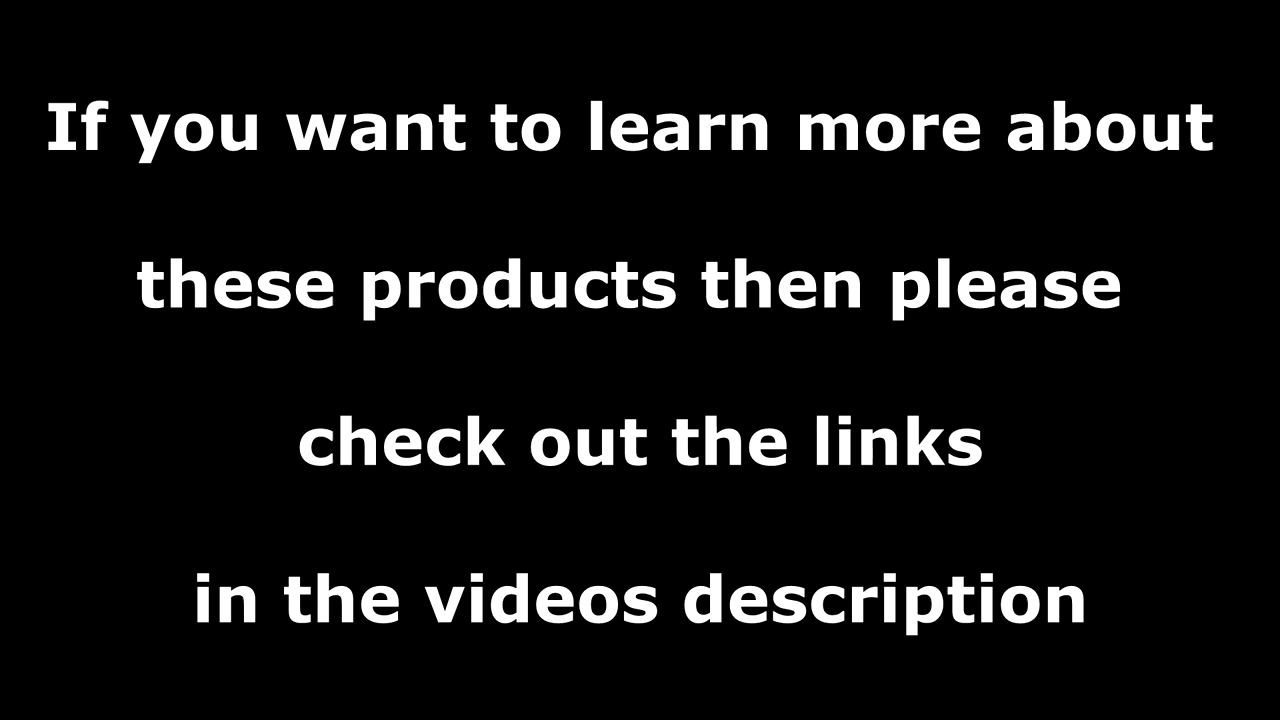 If you want to learn more about
these products then please
check out the links
in the videos description